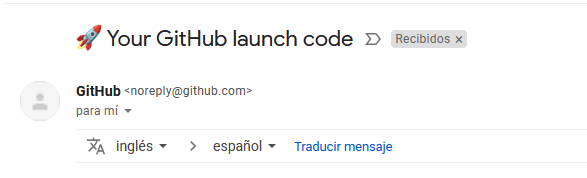 🚀 Your GitHub launch code Recibidos ×
GitHub <noreply@github.com>
para mí
inglés español Traducir mensaje